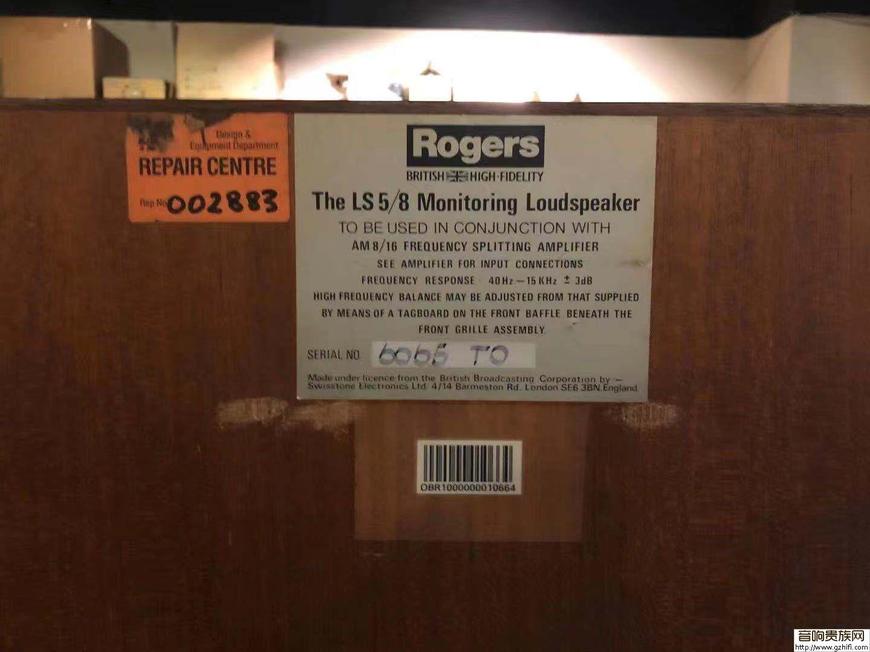 Design &
Equipment Department
REPAIR CENTRE
Rep No 002883
Rogers
BRITISH HIGH-FIDELITY
The LS 5/8 Monitoring Loudspeaker
TO BE USED IN CONJUNCTION WITH
AM 8/16 FREQUENCY SPLITTING AMPLIFIER
SEE AMPLIFIER FOR INPUT CONNECTIONS
FREQUENCY RESPONSE 40Hz—15KHz ± 3dB
HIGH FREQUENCY BALANCE MAY BE ADJUSTED FROM THAT SUPPLIED
BY MEANS OF A TAGBOARD ON THE FRONT BAFFLE BENEATH THE
FRONT GRILLE ASSEMBLY.
SERIAL NO. TO
Made under licence from the British Broadcasting Corporation by —
Swisstone Electronics Ltd. 4/14 Barmeston Rd. London SE6 3BN, England
OBR1000000010664
音响贵族网
http://www.gzhifi.com